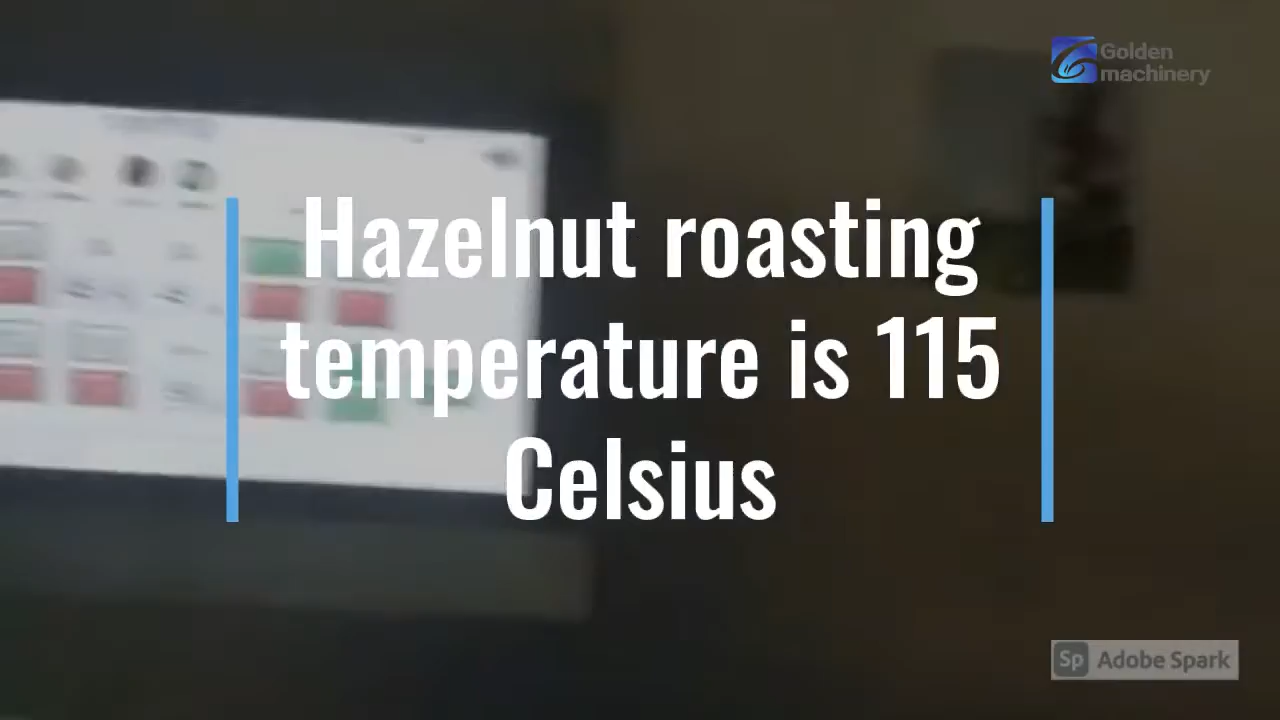 Golden
machinery
Hazelnut roasting
temperature is 115
Celsius
Sp Adobe Spark